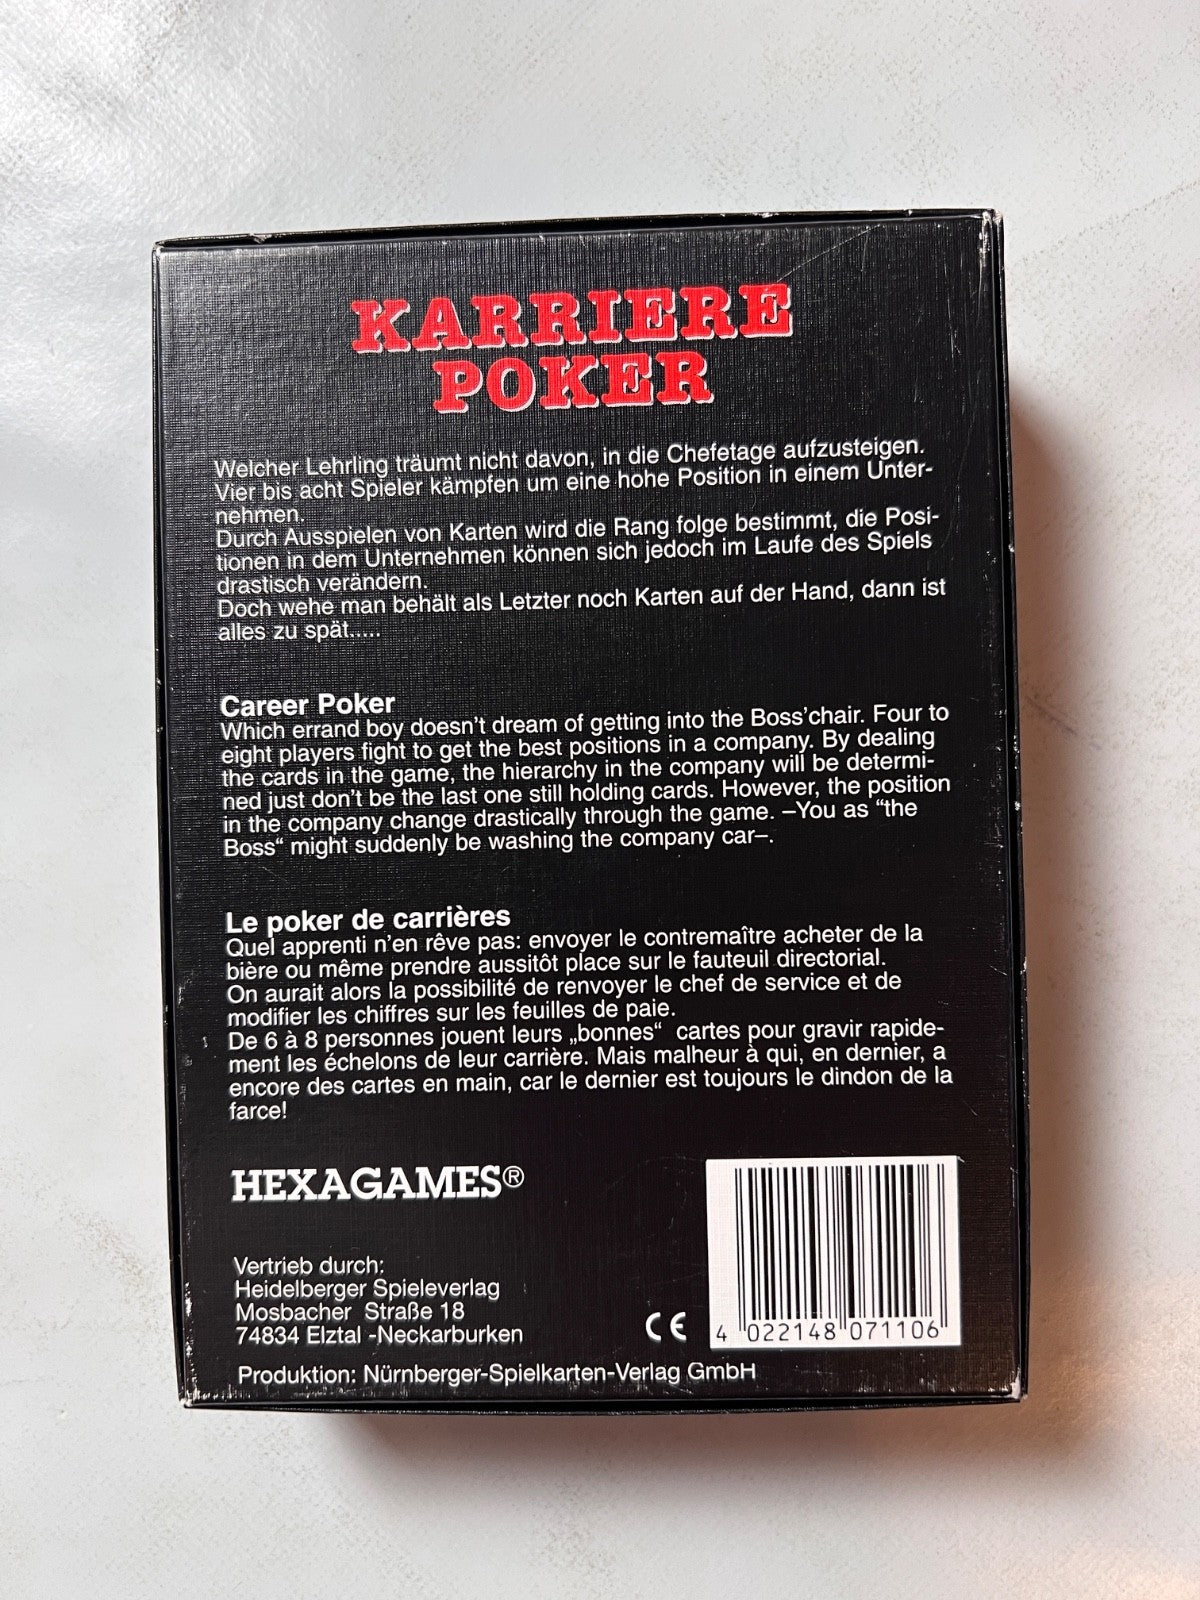 KARRIERE
POKER
Welcher Lehrling träumt nicht davon, in die Chefetage aufzusteigen.
Vier bis acht Spieler kämpfen um eine hohe Position in einem Unter-
nehmen.
Durch Ausspielen von Karten wird die Rang folge bestimmt, die Posi-
tionen in dem Unternehmen können sich jedoch im Laufe des Spiels
drastisch verändern.
Doch wehe man behält als Letzter noch Karten auf der Hand, dann ist
alles zu spät.....
Career Poker
Which errand boy doesn't dream of getting into the Boss'chair. Four to
eight players fight to get the best positions in a company. By dealing
the cards in the game, the hierarchy in the company will be determi-
ned just don't be the last one still holding cards. However, the position
in the company change drastically through the game. –You as “the
Boss“ might suddenly be washing the company car–.
Le poker de carrières
Quel apprenti n'en rêve pas: envoyer le contremaître acheter de la
bière ou même prendre aussitôt place sur le fauteuil directorial.
On aurait alors la possibilité de renvoyer le chef de service et de
modifier les chiffres sur les feuilles de paie.
De 6 à 8 personnes jouent leurs „bonnes“ cartes pour gravir rapide-
ment les échelons de leur carrière. Mais malheur à qui, en dernier, a
encore des cartes en main, car le dernier est toujours le dindon de la
farce!
HEXAGAMES®
Vertrieb durch:
Heidelberger Spieleverlag
Mosbacher Straße 18
74834 Elztal -Neckarburken
CE
4 022148 071106
Produktion: Nürnberger-Spielkarten-Verlag GmbH